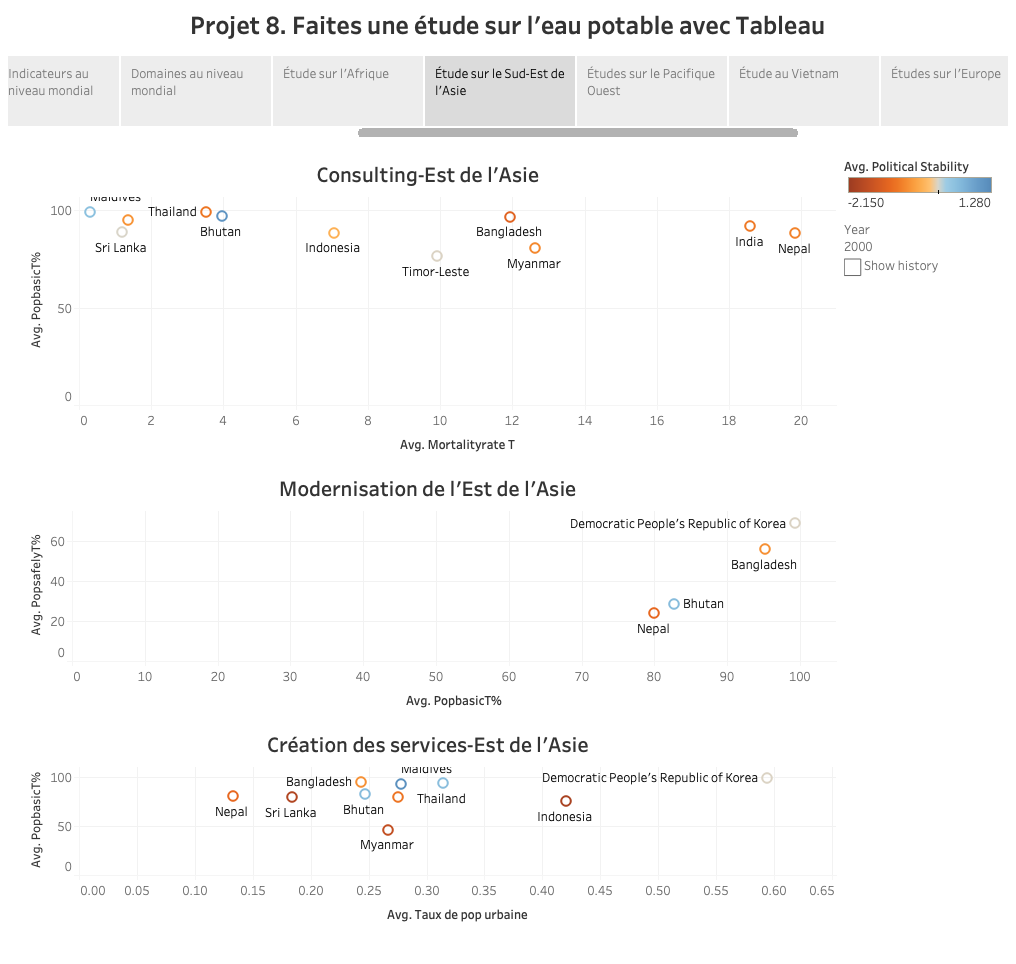 Projet 8. Faites une étude sur l'eau potable avec Tableau
Indicateurs au
niveau mondial
Domaines au niveau
mondial
Étude sur l'Afrique
Étude sur le Sud-Est de
l'Asie
Études sur le Pacifique
Ouest
Étude au Vietnam
Études sur l'Europe
Consulting-Est de l'Asie
Avg. Political Stability
-2.150
1.280
Year
2000
Show history
Avg. PopbasicT%
100
50
0
Maldives
Sri Lanka
Thailand
Bhutan
Indonesia
Timor-Leste
Bangladesh
Myanmar
India
Nepal
0 2 4 6 8 10 12 14 16 18 20
Avg. Mortalityrate T
Modernisation de l'Est de l'Asie
Avg. PopsafelyT%
60
40
20
0
Democratic People's Republic of Korea
Bangladesh
Bhutan
Nepal
0 10 20 30 40 50 60 70 80 90 100
Avg. PopbasicT%
Création des services-Est de l'Asie
Avg. PopbasicT%
100
50
0
Nepal
Sri Lanka
Bangladesh
Bhutan
Maldives
Thailand
Myanmar
Democratic People's Republic of Korea
Indonesia
0.00 0.05 0.10 0.15 0.20 0.25 0.30 0.35 0.40 0.45 0.50 0.55 0.60 0.65
Avg. Taux de pop urbaine